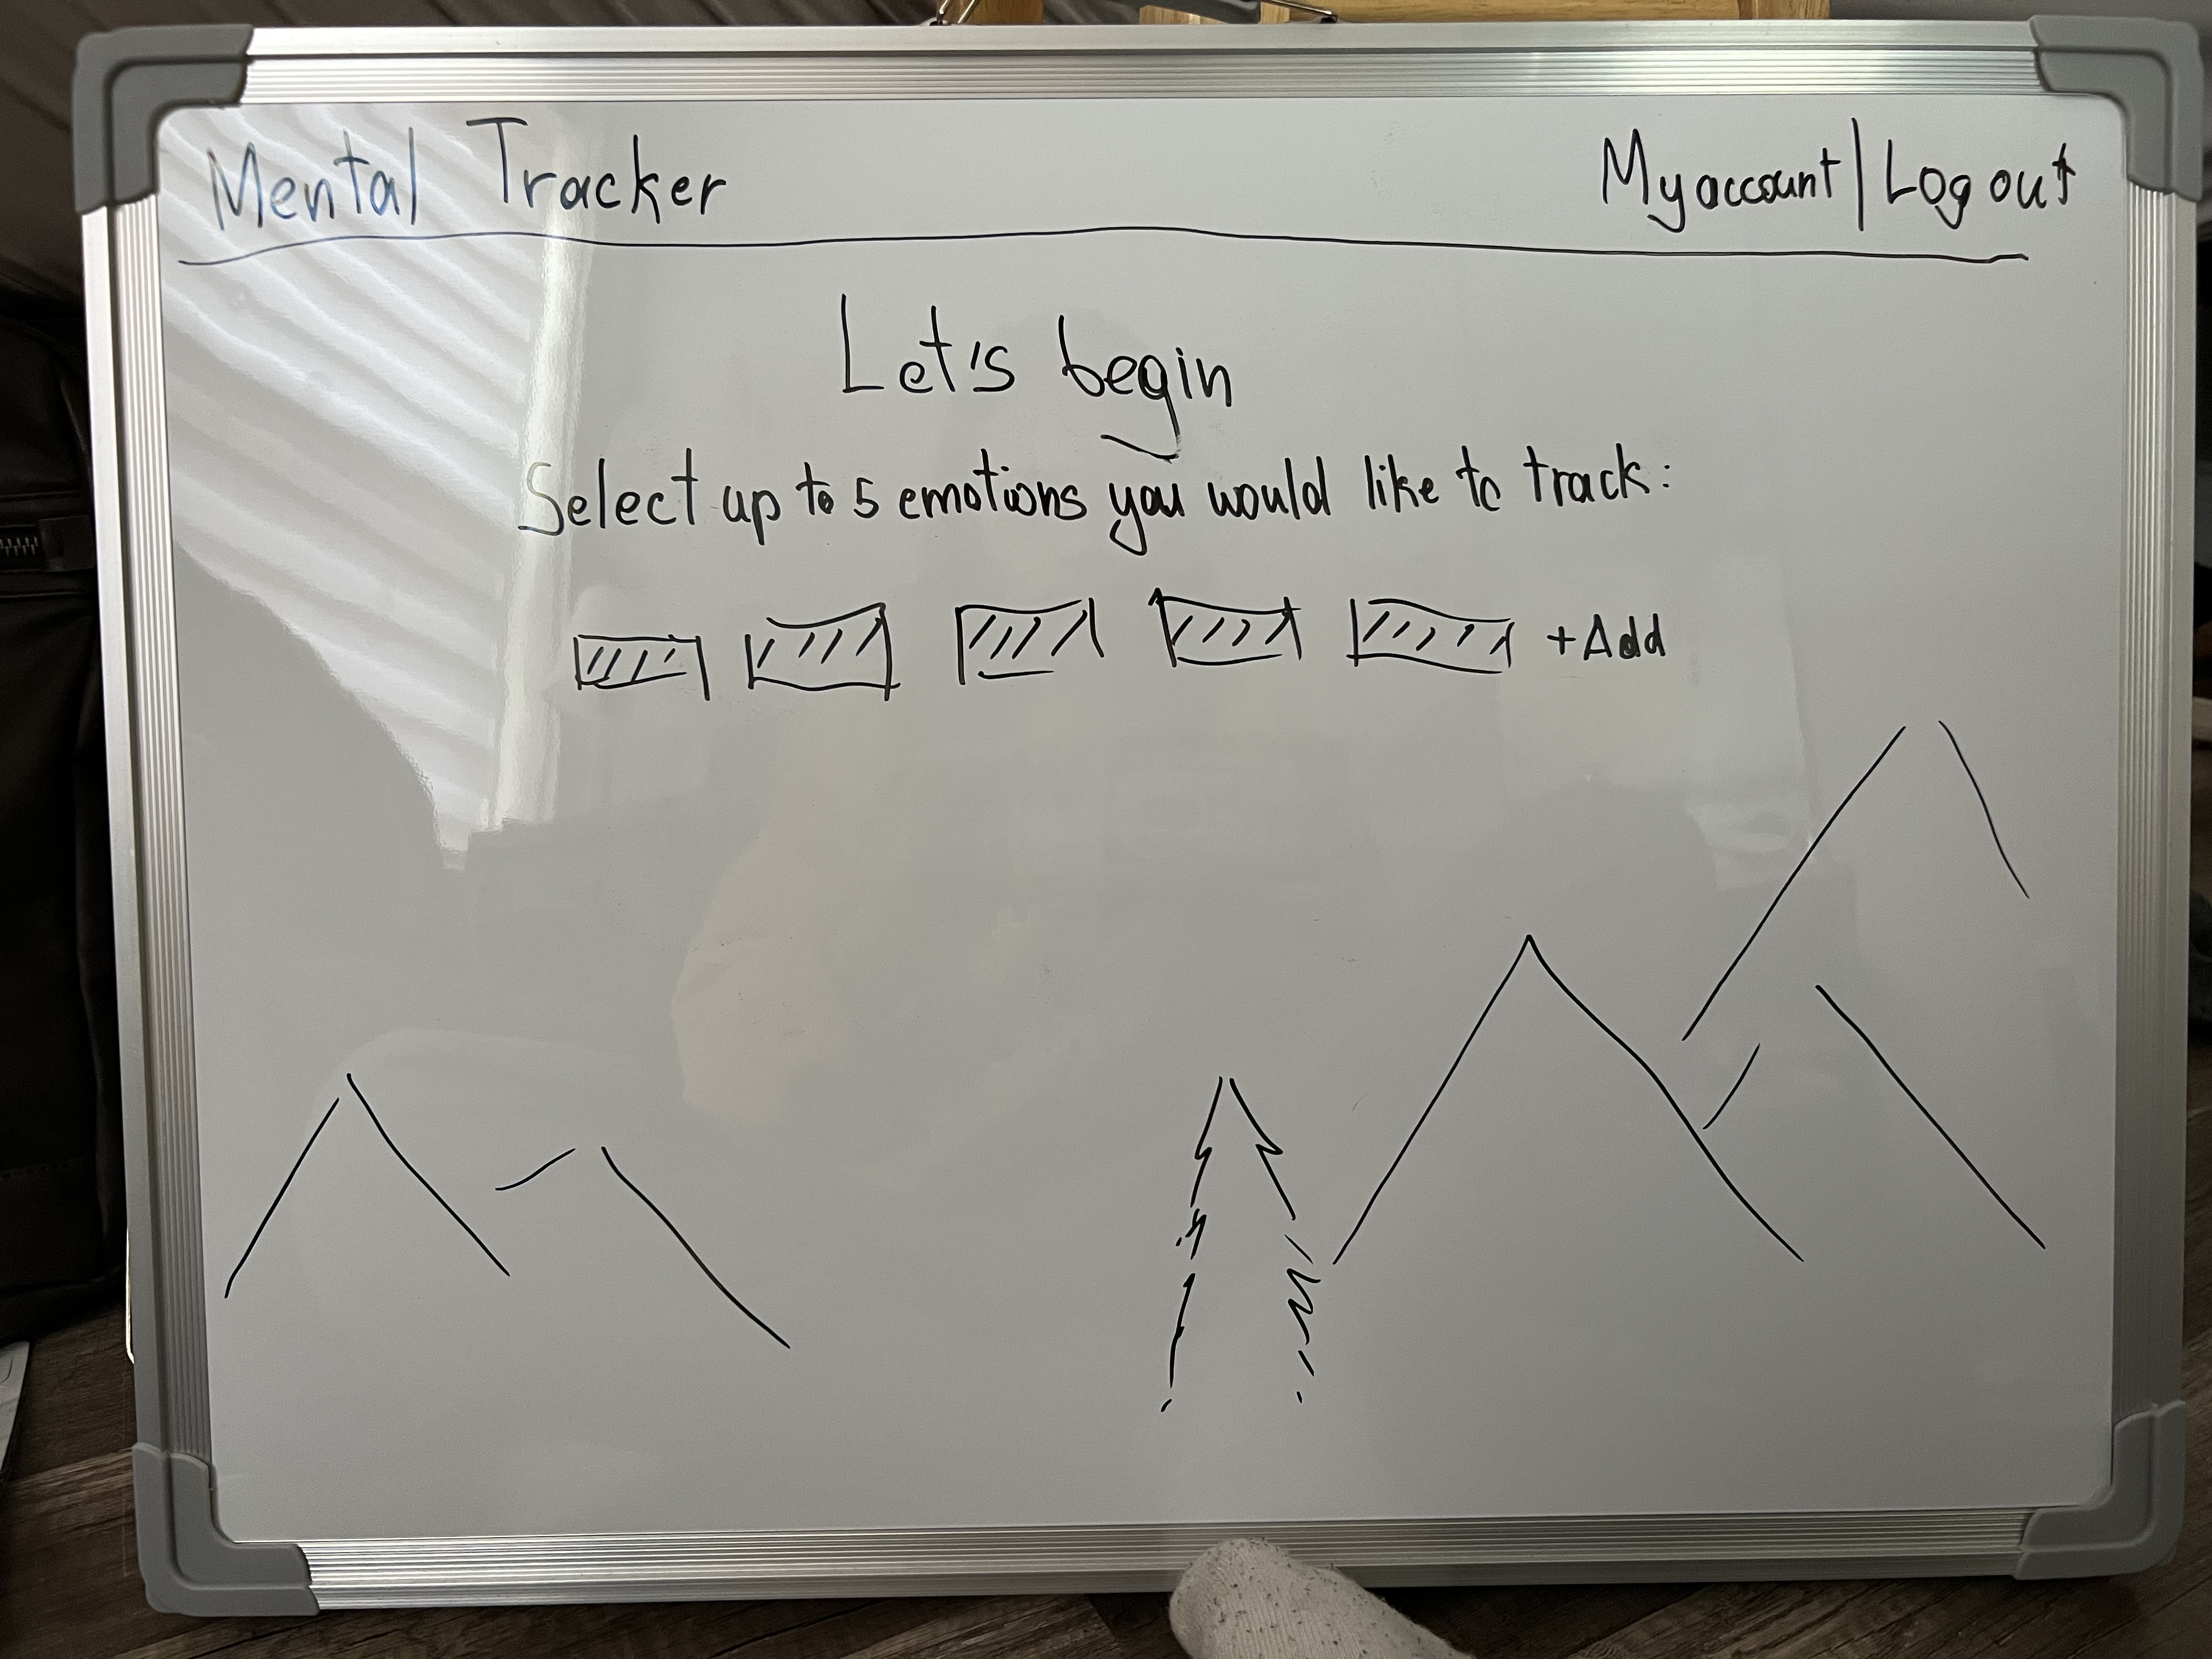 Mental Tracker
My account | Log out
Let's begin
Select up to 5 emotions you would like to track:
+Add